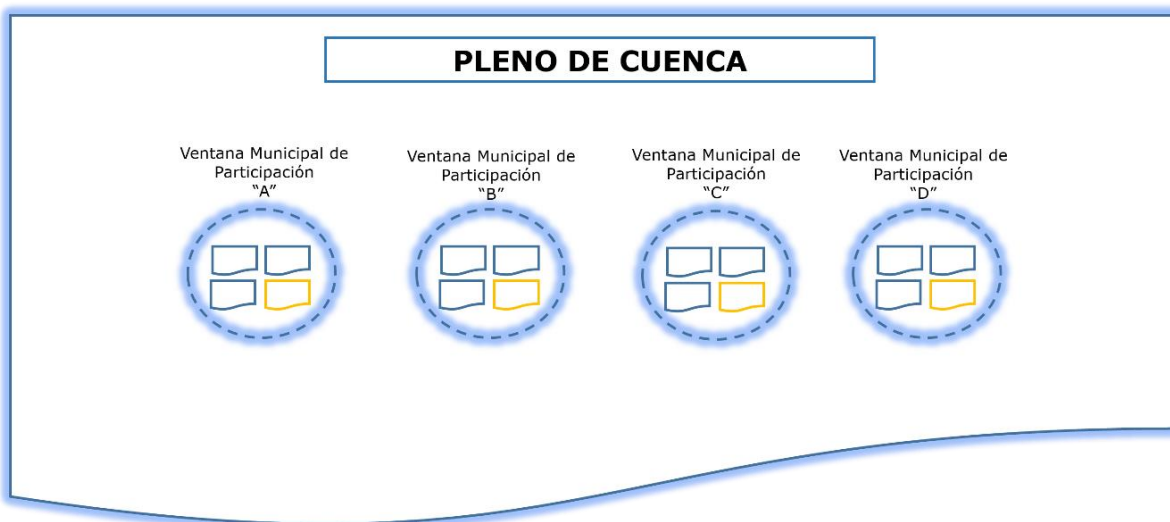 PLENO DE CUENCA
Ventana Municipal de
Participación
“A”
Ventana Municipal de
Participación
“B”
Ventana Municipal de
Participación
“C”
Ventana Municipal de
Participación
“D”